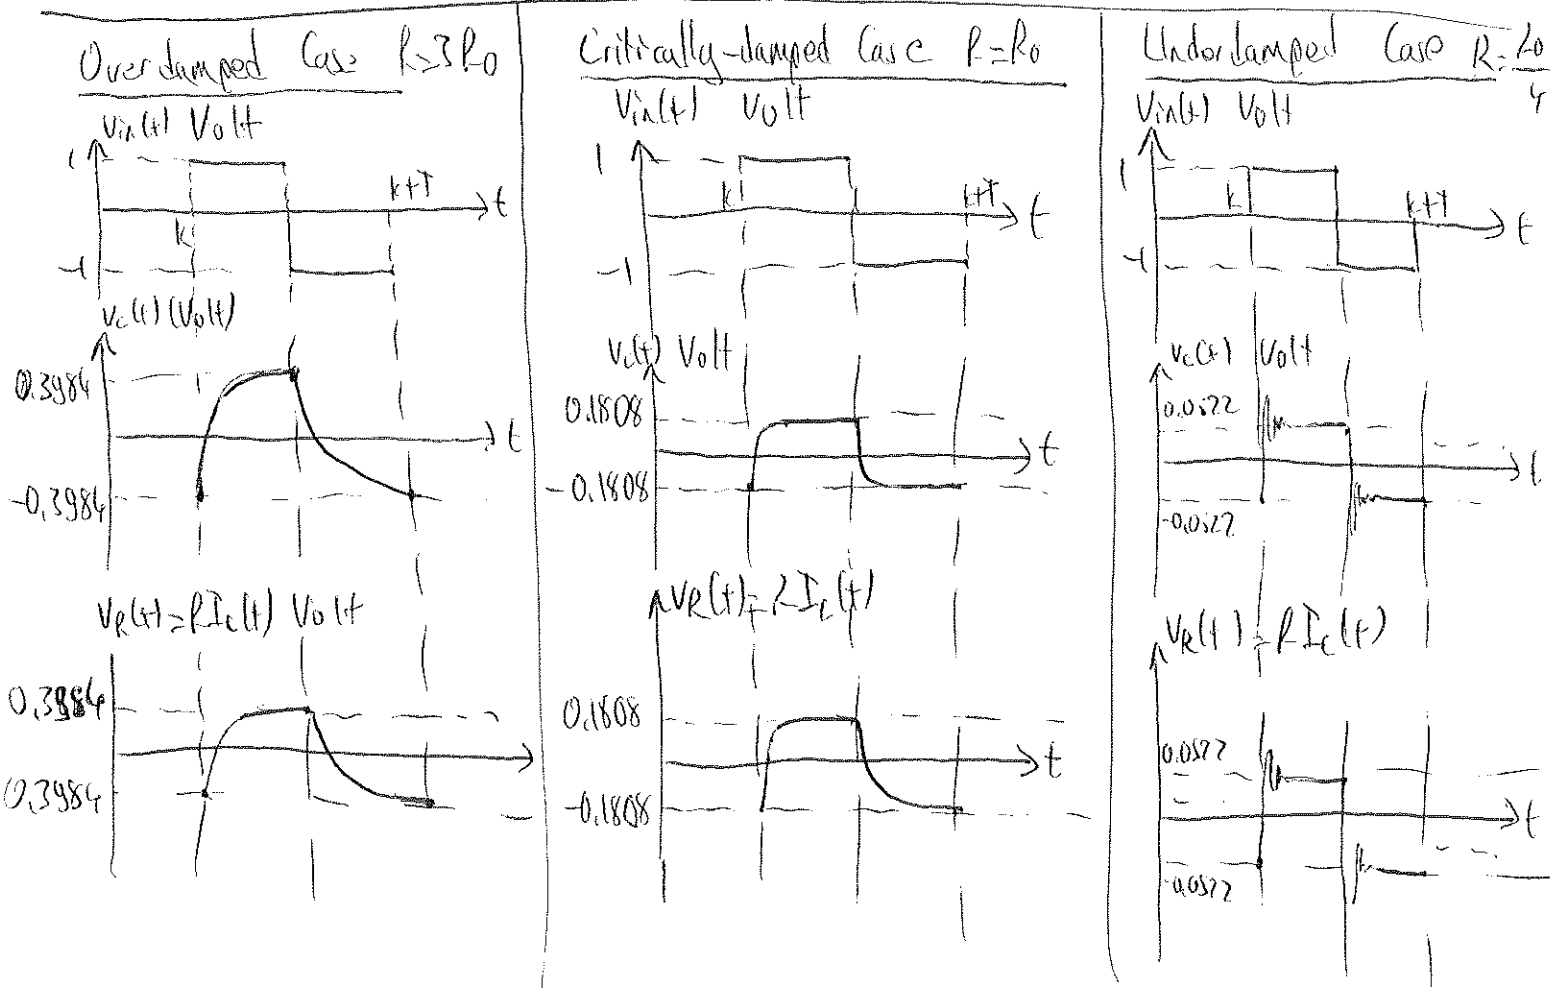 Overdamped Case R=3R0
Vin(t) Volt
1
k+T
t
k
-1
vc(t) (Volt)
0.3984
t
-0.3984
VR(t)=RIc(t) Volt
0.3984
0.3984
Critically-damped Case R=R0
Vin(t) Volt
1
k
k+T
t
-1
vc(t) Volt
0.1808
t
-0.1808
VR(t)=RIc(t)
0.1808
t
-0.1808
Underdamped Case R=R0/4
Vin(t) Volt
1
k
k+T
t
-1
vc(t) Volt
0.0522
t
-0.0522
VR(t)=RIc(t)
0.0522
t
-0.0522